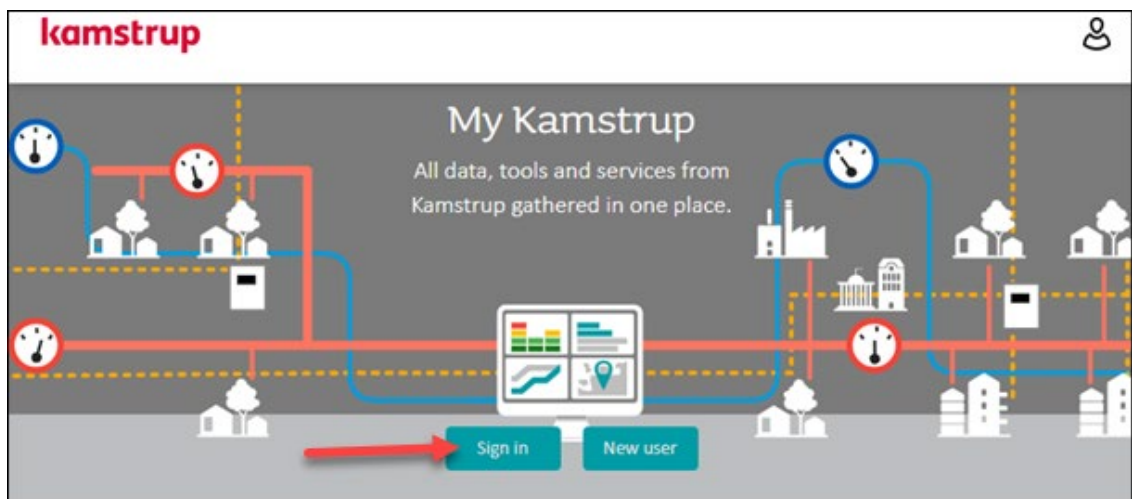 kamstrup
My Kamstrup
All data, tools and services from
Kamstrup gathered in one place.
Sign in
New user